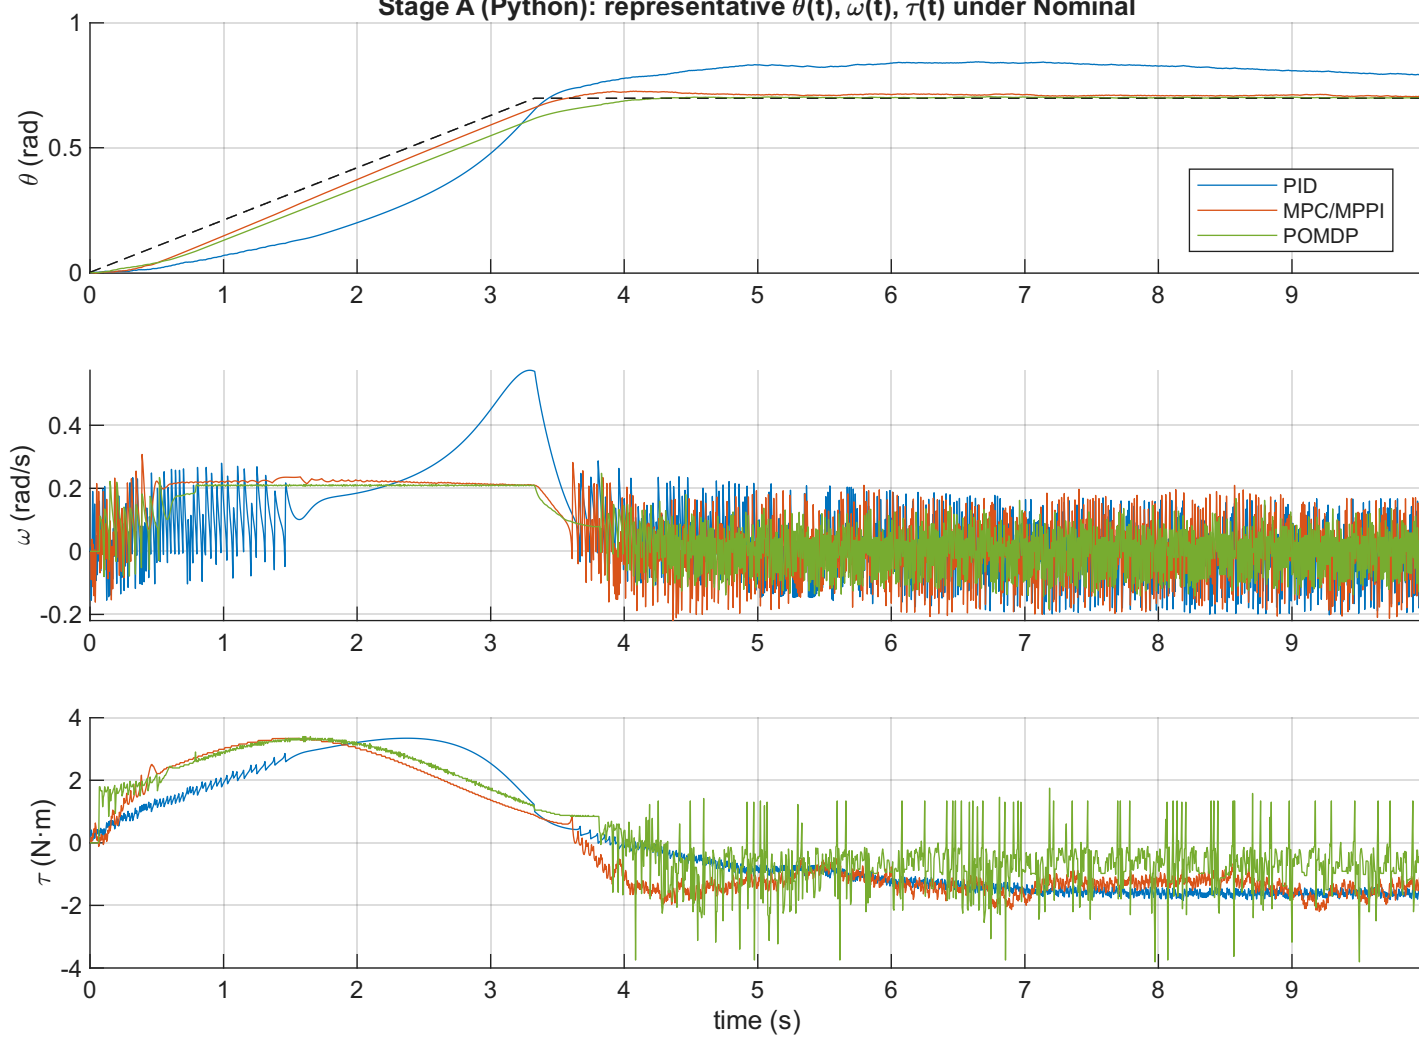 Stage A (Python): representative θ(t), ω(t), τ(t) under Nominal
1
0.5
0
θ (rad)
PID
MPC/MPPI
POMDP
0 1 2 3 4 5 6 7 8 9
0.4
0.2
0
-0.2
ω (rad/s)
0 1 2 3 4 5 6 7 8 9
4
2
0
-2
-4
τ (N·m)
0 1 2 3 4 5 6 7 8 9
time (s)